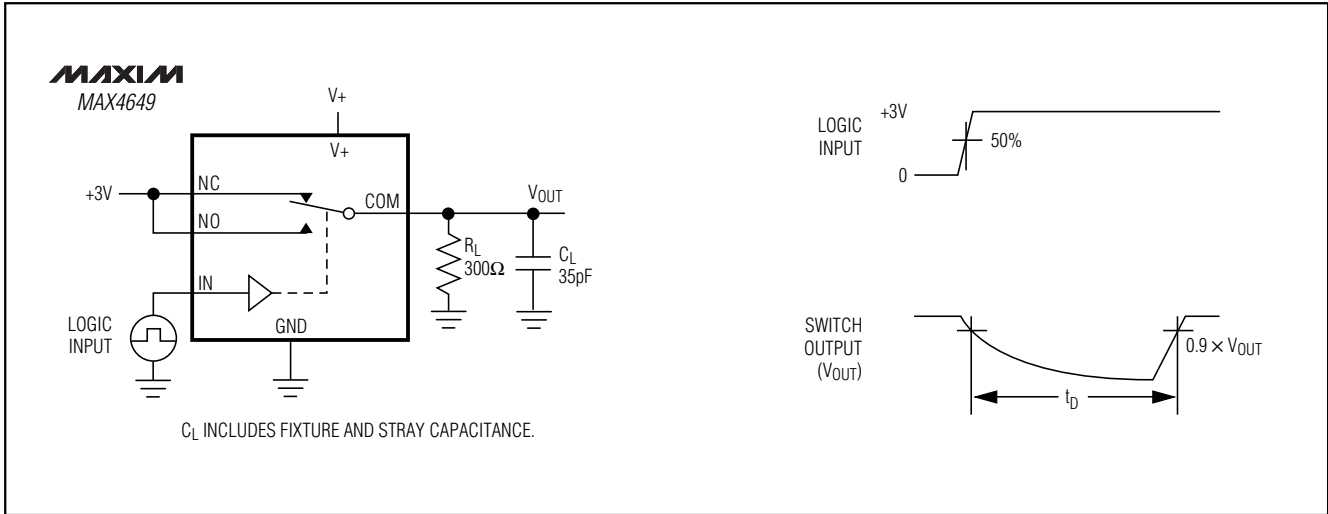 MAXIM
MAX4649
V+
V+
+3V
NC
NO
COM
VOUT
RL
300Ω
CL
35pF
IN
LOGIC
INPUT
GND
CL INCLUDES FIXTURE AND STRAY CAPACITANCE.
LOGIC
INPUT
+3V
50%
0
SWITCH
OUTPUT
(VOUT)
0.9 × VOUT
tD